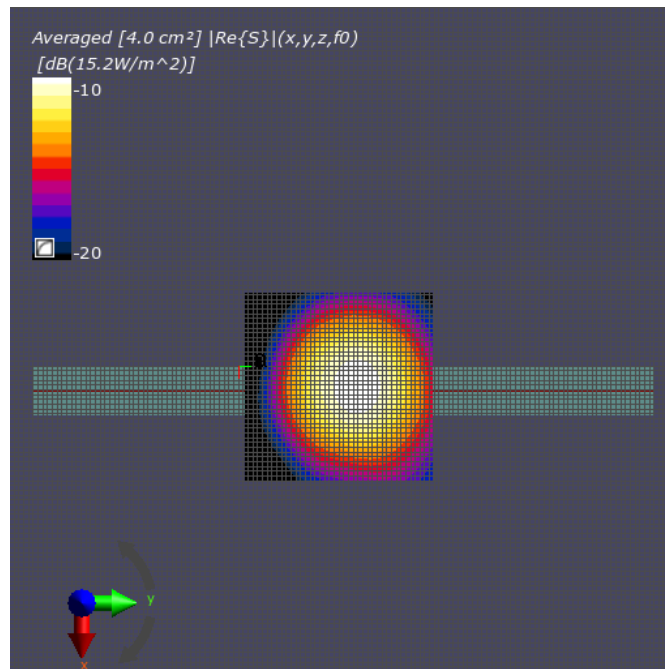 Averaged [4.0 cm²] |Re{S}|(x,y,z,f0)
[dB(15.2W/m^2)]
-10
-20
y
x